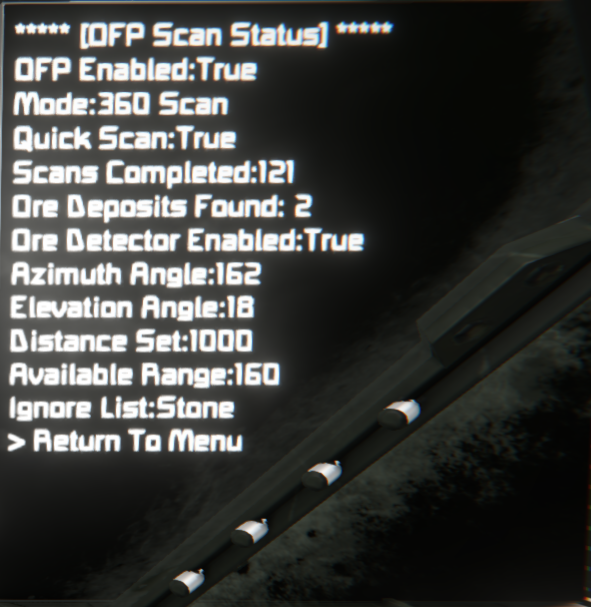 ***** [OFP Scan Status] *****
OFP Enabled:True
Mode:360 Scan
Quick Scan:True
Scans Completed:121
Ore Deposits Found: 2
Ore Detector Enabled:True
Azimuth Angle:162
Elevation Angle:18
Distance Set:1000
Available Range:160
Ignore List:Stone
> Return To Menu